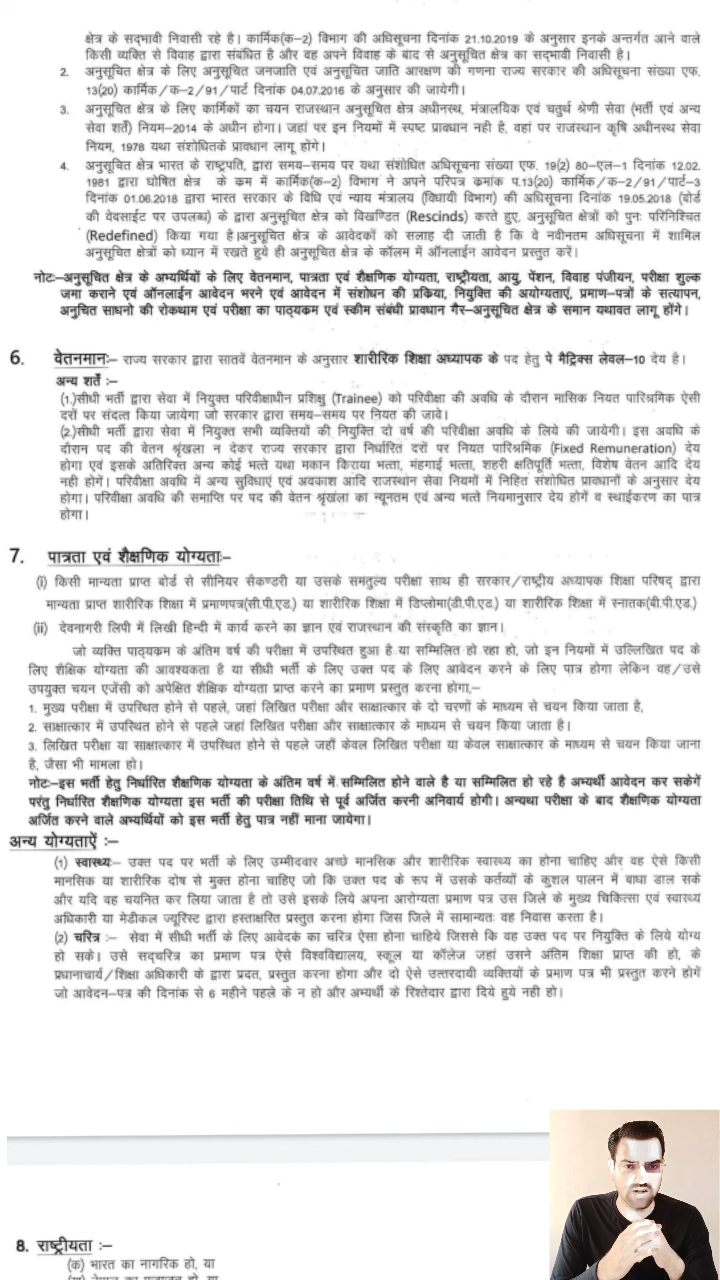 क्षेत्र के सद्भावी निवासी रहे है। कार्मिक(क–2) विभाग की अधिसूचना दिनांक 21.10.2019 के अनुसार इनके अन्तर्गत आने वाले
किसी व्यक्ति से विवाह द्वारा संबंधित है और वह अपने विवाह के बाद से अनुसूचित क्षेत्र का सदभावी निवासी है।
2. अनुसूचित क्षेत्र के लिए अनुसूचित जनजाति एवं अनुसूचित जाति आरक्षण की गणना राज्य सरकार की अधिसूचना संख्या एफ.
13(20) कार्मिक/क–2/91/पार्ट दिनांक 04.07.2016 के अनुसार की जायेगी।
3. अनुसूचित क्षेत्र के लिए कार्मिकों का चयन राजस्थान अनुसूचित क्षेत्र अधीनस्थ, मंत्रालयिक एवं चतुर्थ श्रेणी सेवा (भर्ती एवं अन्य
सेवा शर्ते) नियम–2014 के अधीन होगा। जहां पर इन नियमों में स्पष्ट प्रावधान नही है, वहां पर राजस्थान कृषि अधीनस्थ सेवा
नियम, 1978 यथा संशोधितके प्रावधान लागू होंगे।
4. अनुसूचित क्षेत्र भारत के राष्ट्रपति, द्वारा समय–समय पर यथा संशोधित अधिसूचना संख्या एफ. 19(2) 80–एल–1 दिनांक 12.02.
1981 द्वारा घोषित क्षेत्र के कम में कार्मिक(क–2) विभाग ने अपने परिपत्र कमांक प.13(20) कार्मिक/क–2/91/पार्ट–3
दिनांक 01.06.2018 द्वारा भारत सरकार के विधि एवं न्याय मंत्रालय (विधायी विभाग) की अधिसूचना दिनांक 19.05.2018 (बोर्ड
की वेबसाईट पर उपलब्ध) के द्वारा अनुसूचित क्षेत्र को विखण्डित (Rescinds) करते हुए, अनुसूचित क्षेत्रों को पुनः परिनिश्चित
(Redefined) किया गया है।अनुसूचित क्षेत्र के आवेदकों को सलाह दी जाती है कि वे नवीनतम अधिसूचना में शामिल
अनुसूचित क्षेत्रों को ध्यान में रखते हुये ही अनुसूचित क्षेत्र के कॉलम में ऑनलाईन आवेदन प्रस्तुत करें।
नोटः–अनुसूचित क्षेत्र के अभ्यर्थियों के लिए वेतनमान, पात्रता एवं शैक्षणिक योग्यता, राष्ट्रीयता, आयु, पेंशन, विवाह पंजीयन, परीक्षा शुल्क
जमा कराने एवं ऑनलाईन आवेदन भरने एवं आवेदन में संशोधन की प्रकिया, नियुक्ति की अयोग्यताएं, प्रमाण–पत्रों के सत्यापन,
अनुचित साधनो की रोकथाम एवं परीक्षा का पाठ्यकम एवं स्कीम संबंधी प्रावधान गैर–अनुसूचित क्षेत्र के समान यथावत लागू होंगे।
6. वेतनमानः– राज्य सरकार द्वारा सातवें वेतनमान के अनुसार शारीरिक शिक्षा अध्यापक के पद हेतु पे मैट्रिक्स लेवल–10 देय है।
अन्य शर्ते :–
(1.)सीधी भर्ती द्वारा सेवा में नियुक्त परिवीक्षाधीन प्रशिक्षु (Trainee) को परिवीक्षा की अवधि के दौरान मासिक नियत पारिश्रमिक ऐसी
दरों पर संदत्त किया जायेगा जो सरकार द्वारा समय–समय पर नियत की जावे।
(2.)सीधी भर्ती द्वारा सेवा में नियुक्त सभी व्यक्तियों की नियुक्ति दो वर्ष की परिवीक्षा अवधि के लिये की जायेगी। इस अवधि के
दौरान पद की वेतन श्रृंखला न देकर राज्य सरकार द्वारा निर्धारित दरों पर नियत पारिश्रमिक (Fixed Remuneration) देय
होगा एवं इसके अतिरिक्त अन्य कोई भत्ते यथा मकान किराया भत्ता, मंहगाई भत्ता, शहरी क्षतिपूर्ति भत्ता, विशेष वेतन आदि देय
नही होगें। परिवीक्षा अवधि में अन्य सुविधाएं एवं अवकाश आदि राजस्थान सेवा नियमों में निहित संशोधित प्रावधानों के अनुसार देय
होगा। परिवीक्षा अवधि की समाप्ति पर पद की वेतन श्रृंखला का न्यूनतम एवं अन्य भत्ते नियमानुसार देय होगें व स्थाईकरण का पात्र
होगा।
7. पात्रता एवं शैक्षणिक योग्यताः–
(i) किसी मान्यता प्राप्त बोर्ड से सीनियर सैकण्डरी या उसके समतुल्य परीक्षा साथ ही सरकार/राष्ट्रीय अध्यापक शिक्षा परिषद् द्वारा
मान्यता प्राप्त शारीरिक शिक्षा में प्रमाणपत्र(सी.पी.एड.) या शारीरिक शिक्षा में डिप्लोमा(डी.पी.एड.) या शारीरिक शिक्षा में स्नातक(बी.पी.एड.)
(ii) देवनागरी लिपी में लिखी हिन्दी में कार्य करने का ज्ञान एवं राजस्थान की संस्कृति का ज्ञान।
जो व्यक्ति पाठ्यकम के अंतिम वर्ष की परीक्षा में उपस्थित हुआ है या सम्मिलित हो रहा हो, जो इन नियमों में उल्लिखित पद के
लिए शैक्षिक योग्यता की आवश्यकता है या सीधी भर्ती के लिए उक्त पद के लिए आवेदन करने के लिए पात्र होगा लेकिन वह/उसे
उपयुक्त चयन एजेंसी को अपेक्षित शैक्षिक योग्यता प्राप्त करने का प्रमाण प्रस्तुत करना होगा,–
1. मुख्य परीक्षा में उपस्थित होने से पहले, जहां लिखित परीक्षा और साक्षात्कार के दो चरणों के माध्यम से चयन किया जाता है,
2. साक्षात्कार में उपस्थित होने से पहले जहां लिखित परीक्षा और साक्षात्कार के माध्यम से चयन किया जाता है।
3. लिखित परीक्षा या साक्षात्कार में उपस्थित होने से पहले जहाँ केवल लिखित परीक्षा या केवल साक्षात्कार के माध्यम से चयन किया जाना
है, जैसा भी मामला हो।
नोटः–इस भर्ती हेतु निर्धारित शैक्षणिक योग्यता के अंतिम वर्ष में सम्मिलित होने वाले है या सम्मिलित हो रहे है अभ्यर्थी आवेदन कर सकेगें
परंतु निर्धारित शैक्षणिक योग्यता इस भर्ती की परीक्षा तिथि से पूर्व अर्जित करनी अनिवार्य होगी। अन्यथा परीक्षा के बाद शैक्षणिक योग्यता
अर्जित करने वाले अभ्यर्थियों को इस भर्ती हेतु पात्र नहीं माना जायेगा।
अन्य योग्यताऐं :–
(1) स्वास्थ्यः– उक्त पद पर भर्ती के लिए उम्मीदवार अच्छे मानसिक और शारीरिक स्वास्थ्य का होना चाहिए और वह ऐसे किसी
मानसिक या शारीरिक दोष से मुक्त होना चाहिए जो कि उक्त पद के रूप में उसके कर्तव्यों के कुशल पालन में बाधा डाल सके
और यदि वह चयनित कर लिया जाता है तो उसे इसके लिये अपना आरोग्यता प्रमाण पत्र उस जिले के मुख्य चिकित्सा एवं स्वास्थ्य
अधिकारी या मेडीकल ज्यूरिस्ट द्वारा हस्ताक्षरित प्रस्तुत करना होगा जिस जिले में सामान्यतः वह निवास करता है।
(2) चरित्र :– सेवा में सीधी भर्ती के लिए आवेदके का चरित्र ऐसा होना चाहिये जिससे कि वह उक्त पद पर नियुक्ति के लिये योग्य
हो सके। उसे सद्चरित्र का प्रमाण पत्र ऐसे विश्वविद्यालय, स्कूल या कॉलेज जहां उसने अंतिम शिक्षा प्राप्त की हो, के
प्रधानाचार्य/शिक्षा अधिकारी के द्वारा प्रदत, प्रस्तुत करना होगा और दो ऐसे उत्तरदायी व्यक्तियों के प्रमाण पत्र भी प्रस्तुत करने होगें
जो आवेदन–पत्र की दिनांक से 6 महीने पहले के न हो और अभ्यर्थी के रिश्तेदार द्वारा दिये हुये नही हो।
8. राष्ट्रीयता :–
(क) भारत का नागरिक हो, या